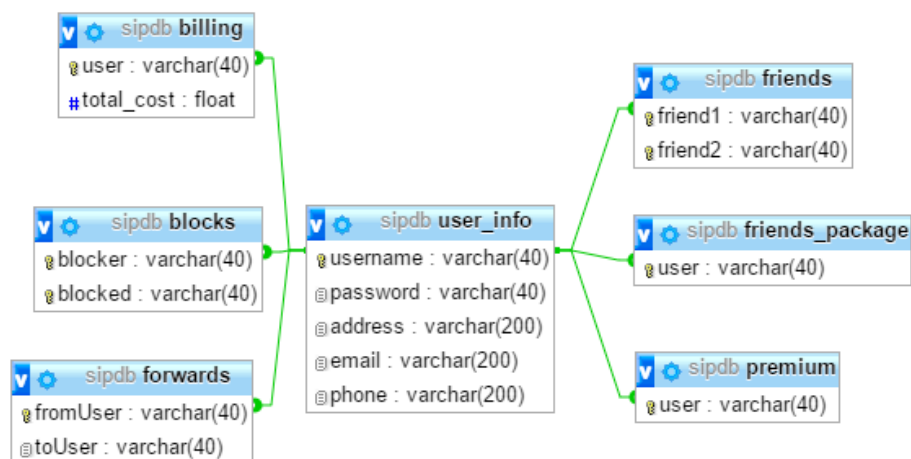 sipdb billing
user : varchar(40)
#total_cost : float
sipdb blocks
blocker : varchar(40)
blocked : varchar(40)
sipdb forwards
fromUser : varchar(40)
toUser : varchar(40)
sipdb user_info
username : varchar(40)
password : varchar(40)
address : varchar(200)
email : varchar(200)
phone : varchar(200)
sipdb friends
friend1 : varchar(40)
friend2 : varchar(40)
sipdb friends_package
user : varchar(40)
sipdb premium
user : varchar(40)